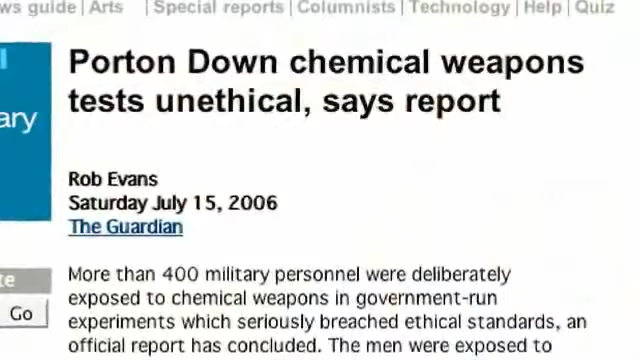 ws guide | Arts | Special reports | Columnists | Technology | Help | Quiz
Porton Down chemical weapons
tests unethical, says report
ary
Rob Evans
Saturday July 15, 2006
The Guardian
te
Go
More than 400 military personnel were deliberately
exposed to chemical weapons in government-run
experiments which seriously breached ethical standards, an
official report has concluded. The men were exposed to